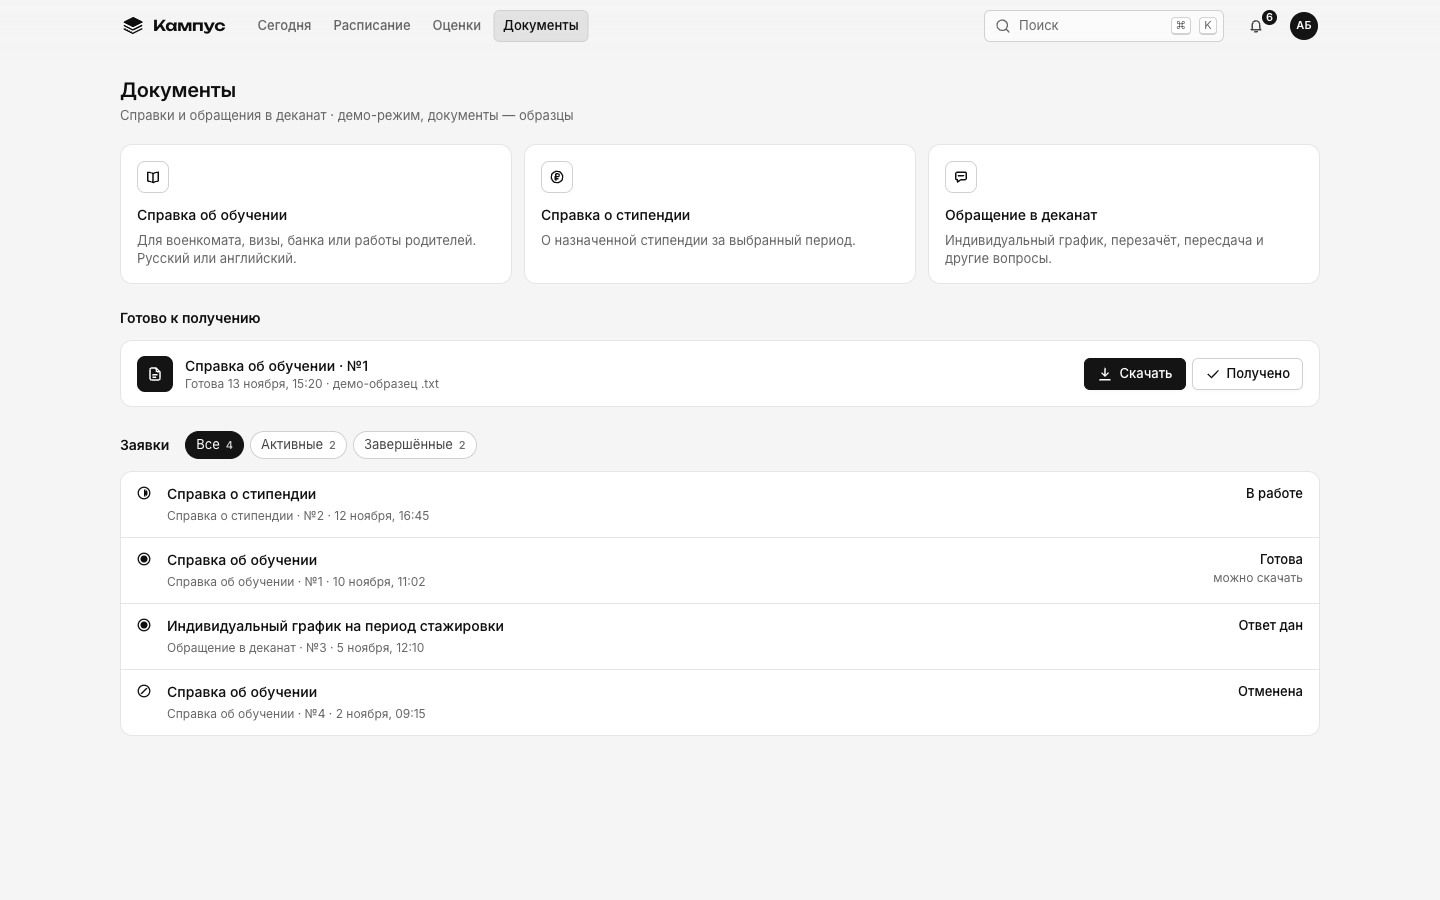 Кампус
Сегодня
Расписание
Оценки
Документы
Поиск
⌘
K
6
АБ
Документы
Справки и обращения в деканат · демо-режим, документы — образцы
Справка об обучении
Для военкомата, визы, банка или работы родителей.
Русский или английский.
Справка о стипендии
О назначенной стипендии за выбранный период.
Обращение в деканат
Индивидуальный график, перезачёт, пересдача и
другие вопросы.
Готово к получению
Справка об обучении · №1
Готова 13 ноября, 15:20 · демо-образец .txt
Скачать
Получено
Заявки
Все 4
Активные 2
Завершённые 2
Справка о стипендии
В работе
Справка о стипендии · №2 · 12 ноября, 16:45
Справка об обучении
Готова
Справка об обучении · №1 · 10 ноября, 11:02
можно скачать
Индивидуальный график на период стажировки
Ответ дан
Обращение в деканат · №3 · 5 ноября, 12:10
Справка об обучении
Отменена
Справка об обучении · №4 · 2 ноября, 09:15